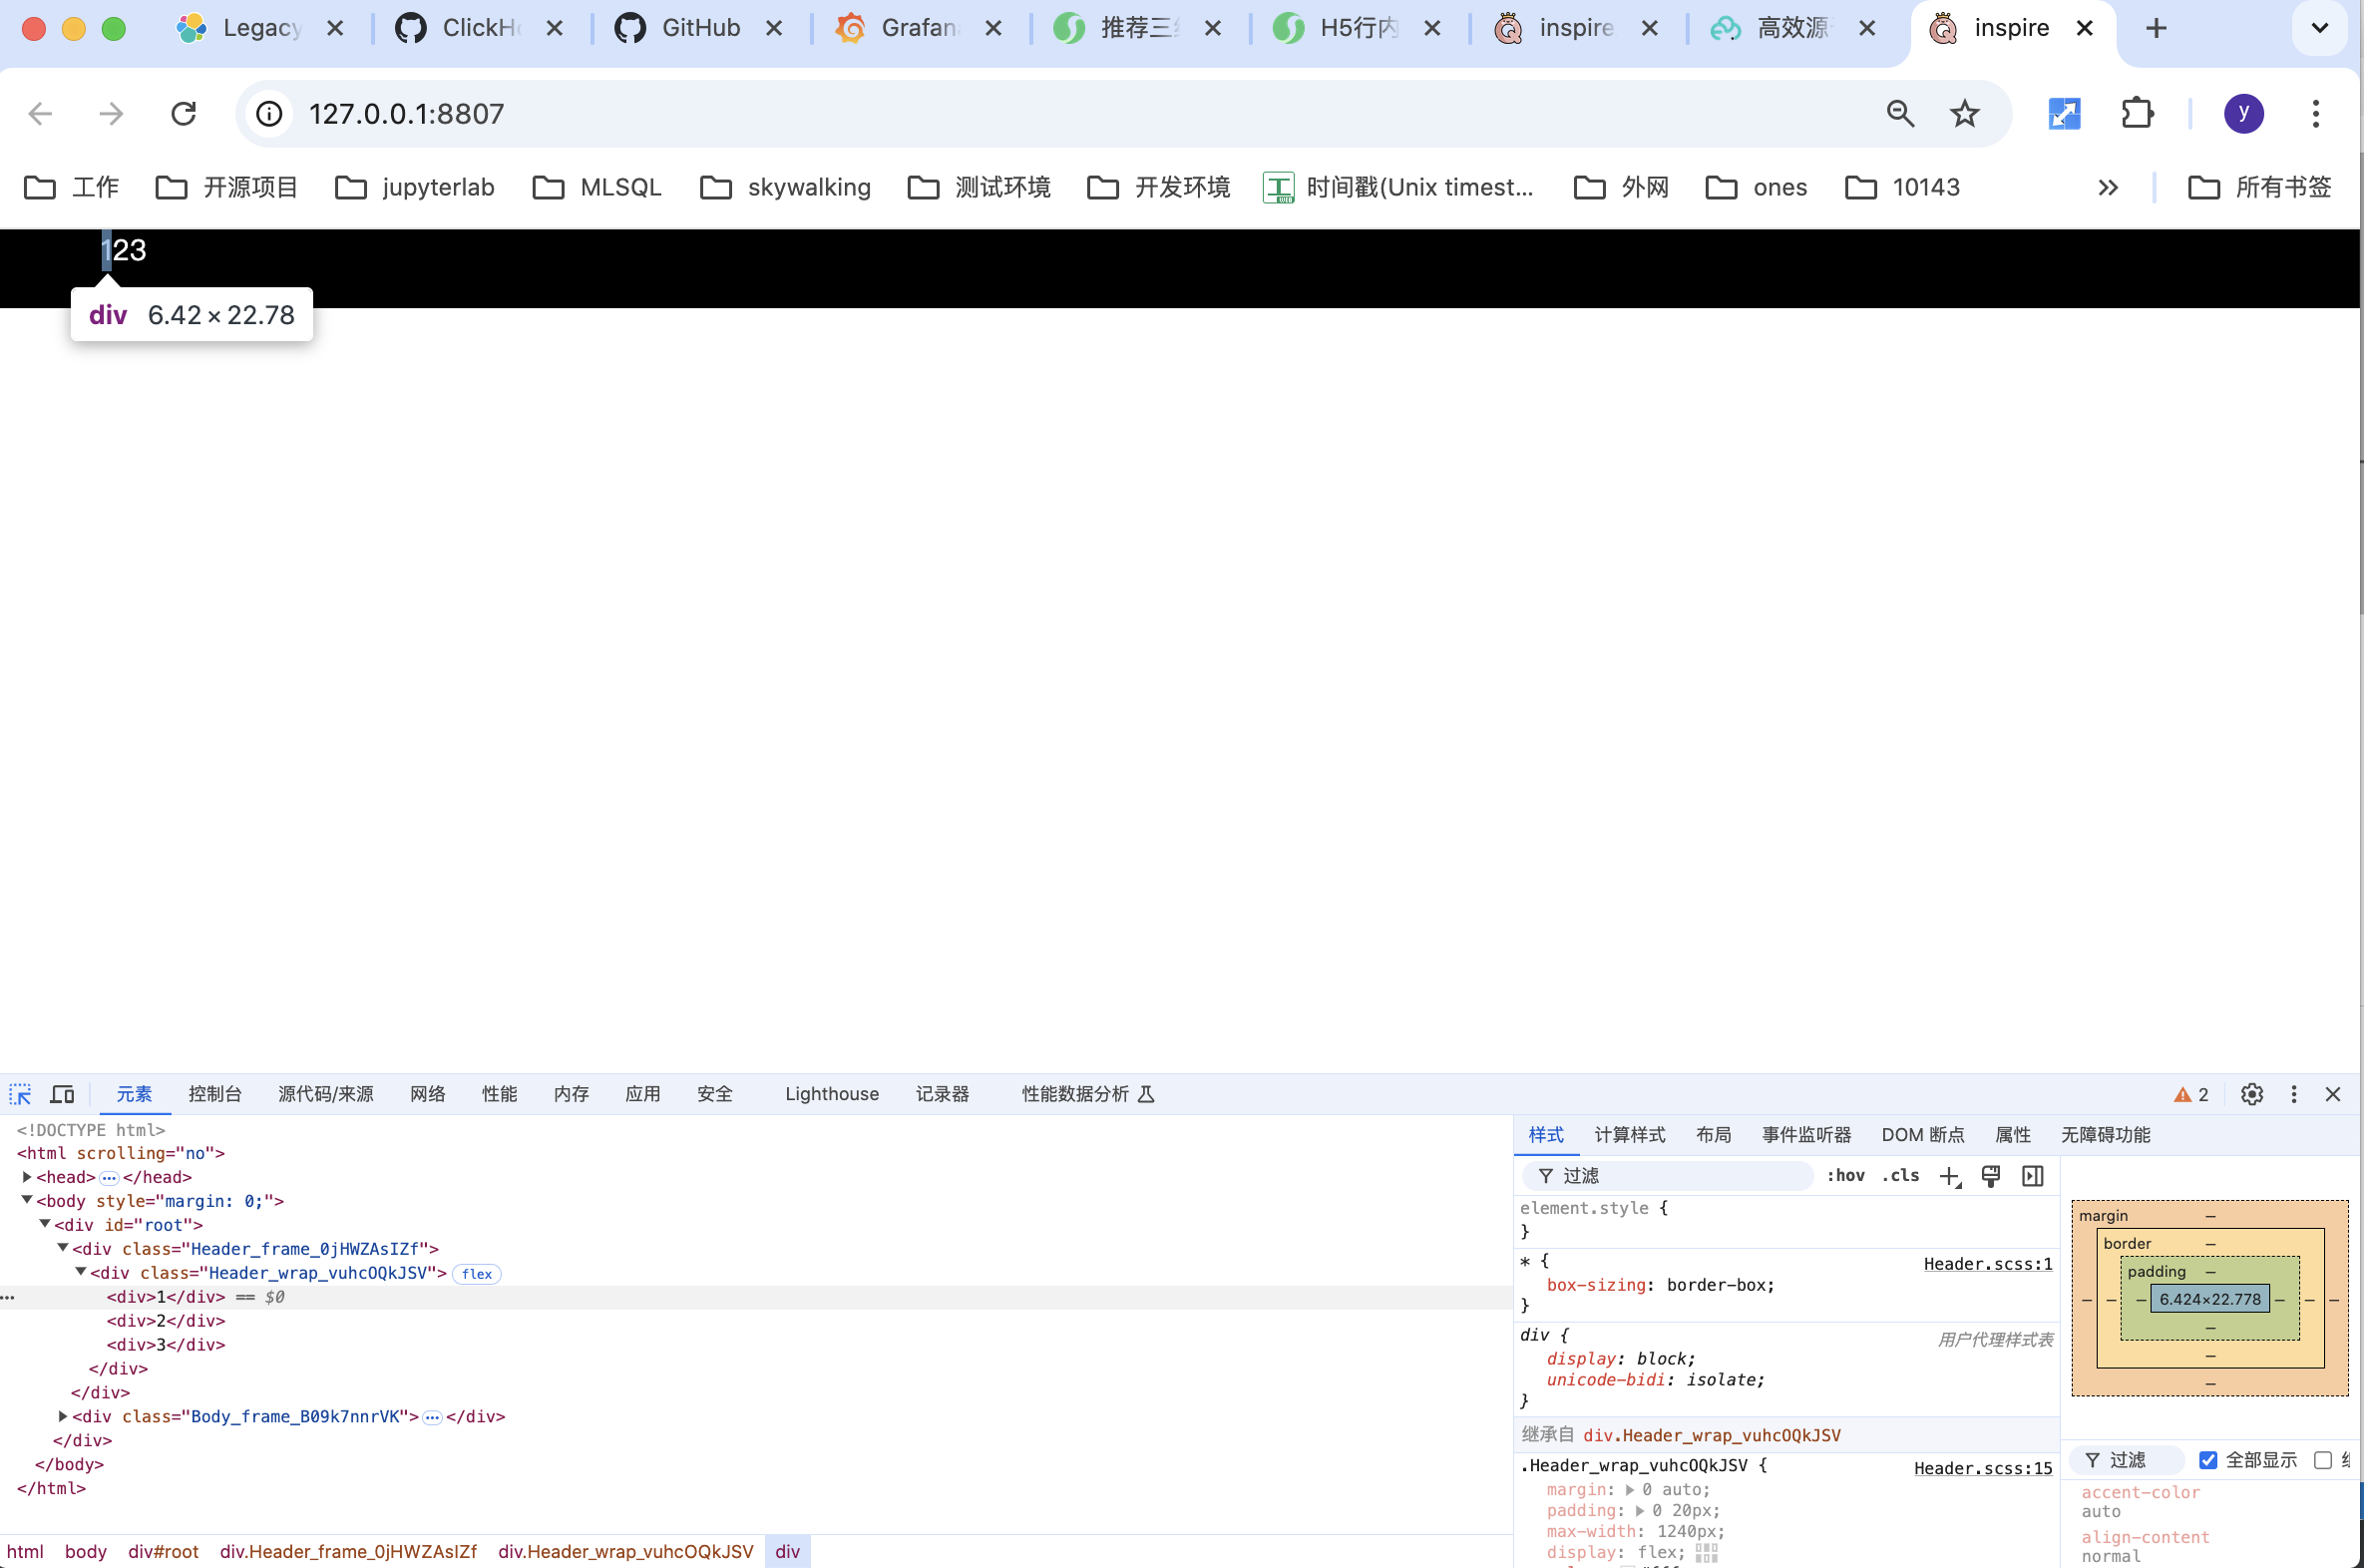 Legacy ClickH GitHub Grafan 推荐三 H5行内 inspire 高效源 inspire
127.0.0.1:8807 y
工作 开源项目 jupyterlab MLSQL skywalking 测试环境 开发环境 时间戳(Unix timest... 外网 ones 10143 » 所有书签
123
div 6.42 × 22.78
元素 控制台 源代码/来源 网络 性能 内存 应用 安全 Lighthouse 记录器 性能数据分析 2
<!DOCTYPE html>
<html scrolling="no">
<head>…</head>
<body style="margin: 0;">
<div id="root">
<div class="Header_frame_0jHWZAsIZf">
<div class="Header_wrap_vuhcOQkJSV"> flex
<div>1</div> == $0
<div>2</div>
<div>3</div>
</div>
</div>
<div class="Body_frame_B09k7nnrVK">…</div>
</div>
</body>
</html>
html body div#root div.Header_frame_0jHWZAsIZf div.Header_wrap_vuhcOQkJSV div
样式 计算样式 布局 事件监听器 DOM 断点 属性 无障碍功能
过滤 :hov .cls
element.style {
}
* { Header.scss:1
box-sizing: border-box;
}
div { 用户代理样式表
display: block;
unicode-bidi: isolate;
}
继承自 div.Header_wrap_vuhcOQkJSV
.Header_wrap_vuhcOQkJSV { Header.scss:15
margin: 0 auto;
padding: 0 20px;
max-width: 1240px;
display: flex;
margin –
border –
padding –
– – – 6.424×22.778 – – –
–
–
–
过滤 全部显示
accent-color
auto
align-content
normal